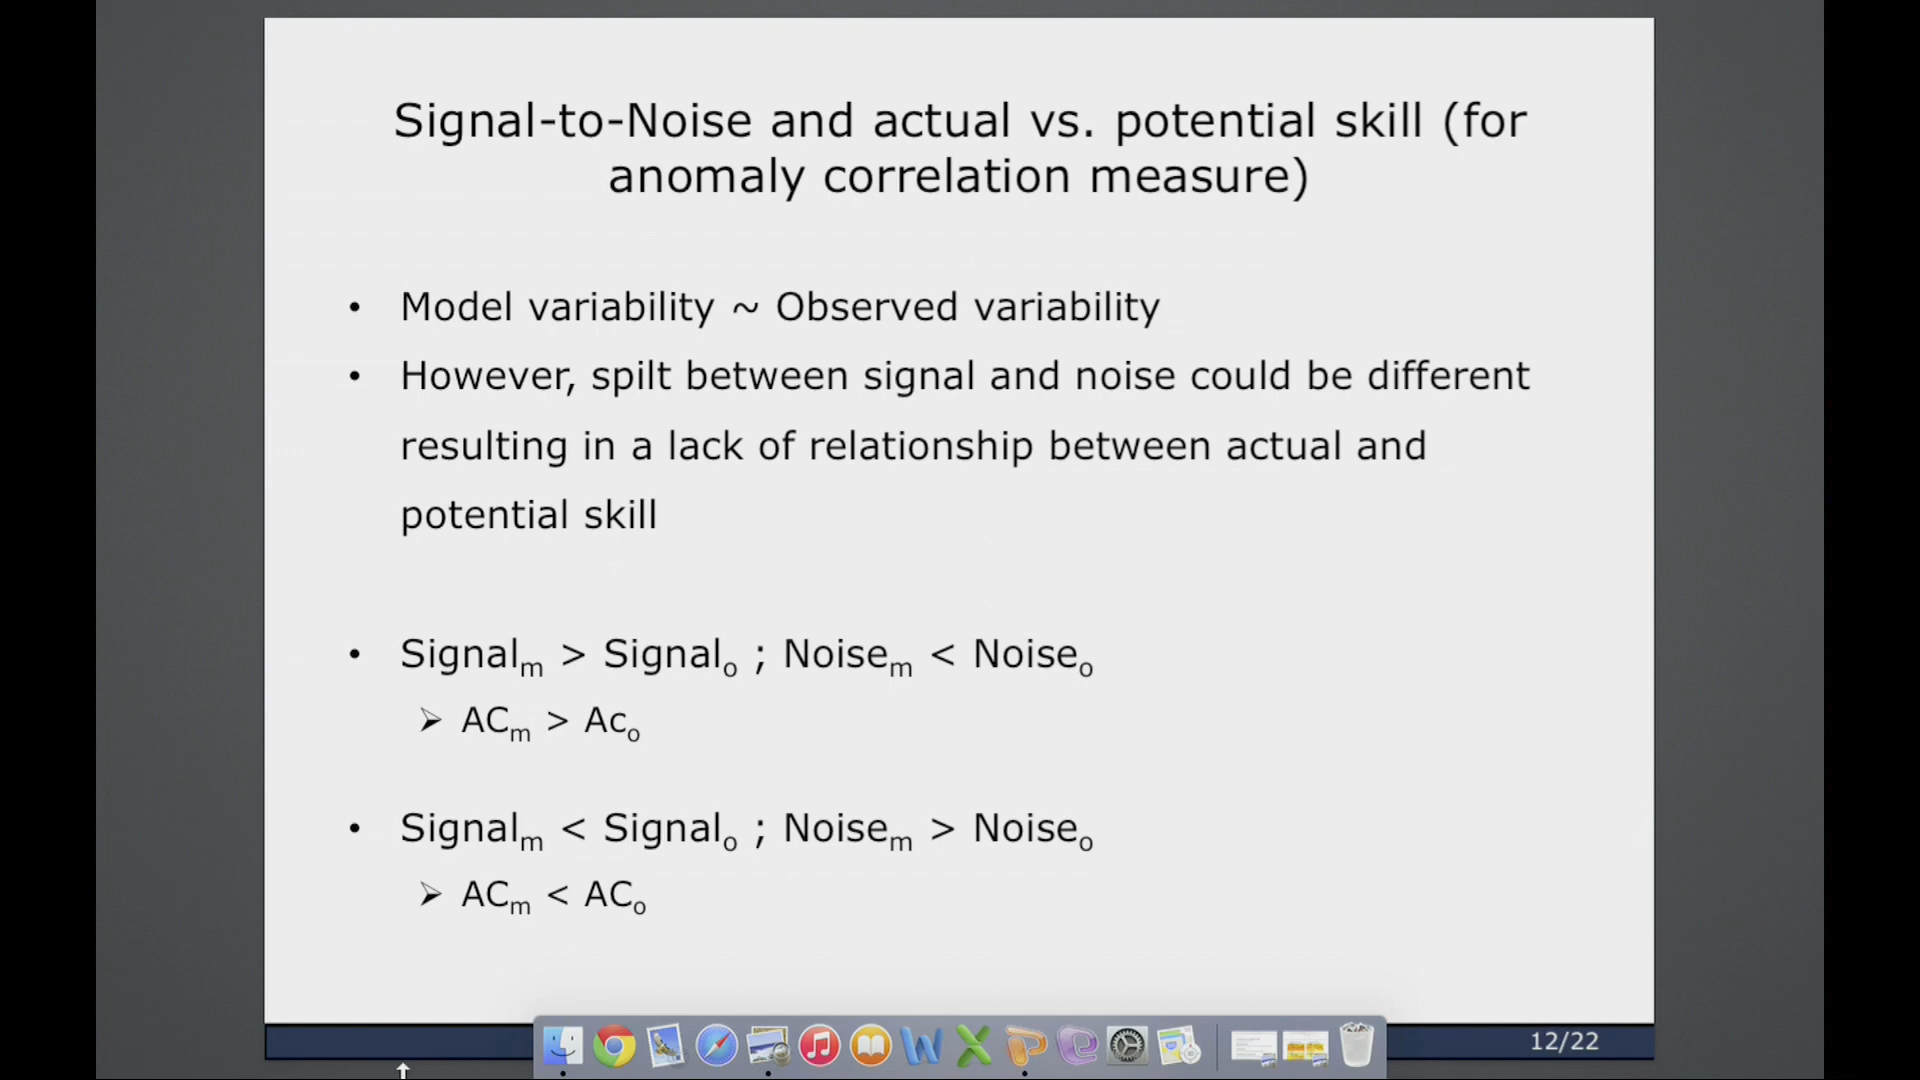 Signal-to-Noise and actual vs. potential skill (for
anomaly correlation measure)
• Model variability ~ Observed variability
• However, spilt between signal and noise could be different
resulting in a lack of relationship between actual and
potential skill
• Signalm > Signalo ; Noisem < Noiseo
➢ ACm > Aco
• Signalm < Signalo ; Noisem > Noiseo
➢ ACm < ACo
12/22